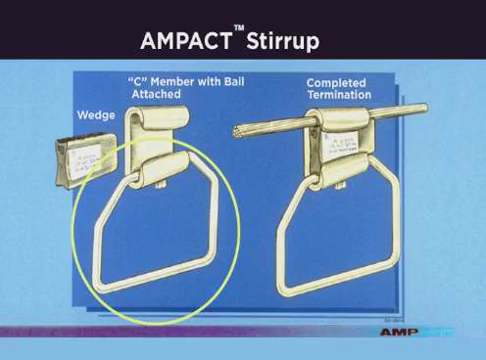 AMPACT™ Stirrup
"C" Member with Bail
Attached
Completed
Termination
Wedge
AMP